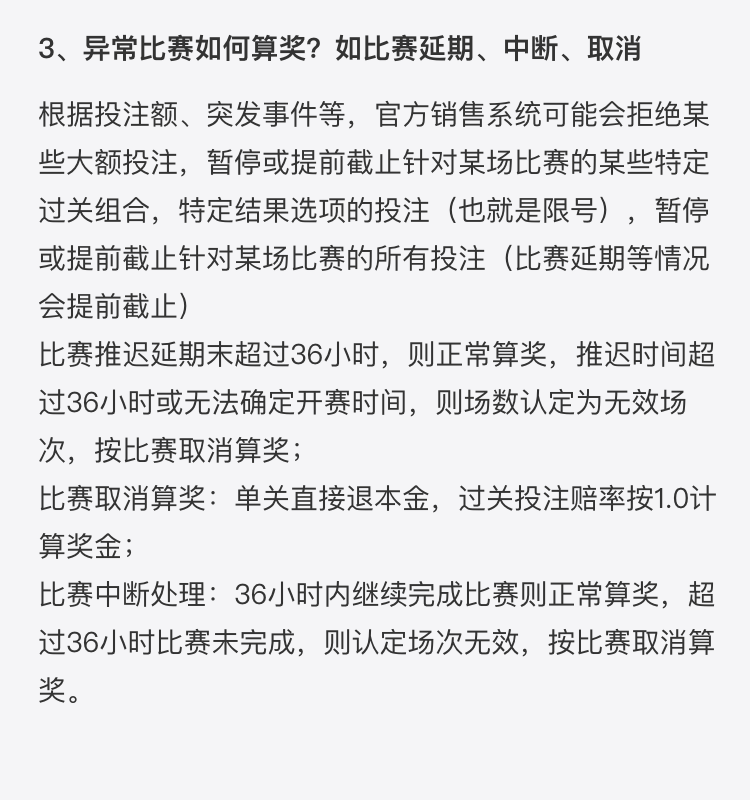 3、异常比赛如何算奖？如比赛延期、中断、取消
根据投注额、突发事件等，官方销售系统可能会拒绝某
些大额投注，暂停或提前截止针对某场比赛的某些特定
过关组合，特定结果选项的投注（也就是限号），暂停
或提前截止针对某场比赛的所有投注（比赛延期等情况
会提前截止）
比赛推迟延期末超过36小时，则正常算奖，推迟时间超
过36小时或无法确定开赛时间，则场数认定为无效场
次，按比赛取消算奖；
比赛取消算奖：单关直接退本金，过关投注赔率按1.0计
算奖金；
比赛中断处理：36小时内继续完成比赛则正常算奖，超
过36小时比赛未完成，则认定场次无效，按比赛取消算
奖。